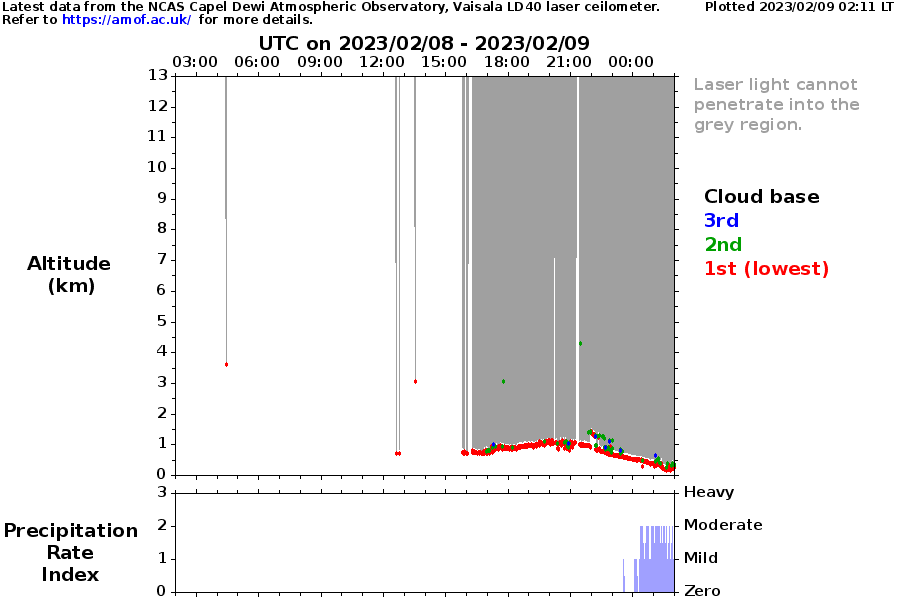 Latest data from the NCAS Capel Dewi Atmospheric Observatory, Vaisala LD40 laser ceilometer.
Plotted 2023/02/09 02:11 LT
Refer to https://amof.ac.uk/ for more details.
UTC on 2023/02/08 - 2023/02/09
03:00 06:00 09:00 12:00 15:00 18:00 21:00 00:00
13
12
11
10
9
8
7
6
5
4
3
2
1
0
Altitude
(km)
Laser light cannot
penetrate into the
grey region.
Cloud base
3rd
2nd
1st (lowest)
3
2
1
0
Precipitation
Rate
Index
Heavy
Moderate
Mild
Zero